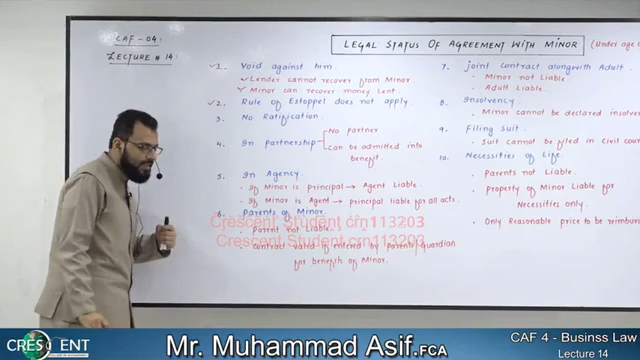 CAF-04:
LECTURE # 14:
LEGAL STATUS OF AGREEMENT WITH MINOR
(Under age o
✓1. Void against him.
✓ Lender cannot recover from Minor.
✓ Minor can recover money lent.
✓2. Rule of Estoppel does not apply.
3. No Ratification.
4. In partnership
No partner
Can be admitted into
benefit
5. In Agency
• If Minor is principal → Agent Liable.
• If Minor is Agent → principal liable for all acts.
6. Parents of Minor.
• Parent not Liable.
• Contract valid if entered by parents/guardian
for benefit of Minor.
7. Joint contract alongwith Adult.
• Minor not Liable
• Adult Liable.
8. Insolvency.
• Minor cannot be declared insolven
9. Filing suit.
• Suit cannot be filed in Civil cour
10. Necessities of Life.
• Parents not Liable.
• Property of Minor Liable for
Necessities only.
• Only Reasonable price to be reimbur
Crescent Student crn113203
Crescent Student crn113203
CRESCENT
Mr. Muhammad Asif.FCA
CAF 4 - Businss Law
Lecture 14